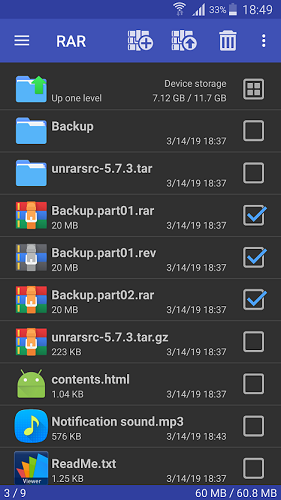 33% 18:49
RAR
Device storage
Up one level 7.12 GB / 11.7 GB
Backup
3/14/19 18:37
unrarsrc-5.7.3.tar
3/14/19 18:37
Backup.part01.rar
20 MB 3/14/19 18:37
Backup.part01.rev
20 MB 3/14/19 18:37
Backup.part02.rar
20 MB 3/14/19 18:37
unrarsrc-5.7.3.tar.gz
223 KB 3/14/19 18:37
contents.html
1.04 KB 3/14/19 18:37
Notification sound.mp3
576 KB 3/14/19 18:43
ReadMe.txt
Viewer 1.25 KB 3/14/19 18:37
3 / 9 60 MB / 60.8 MB